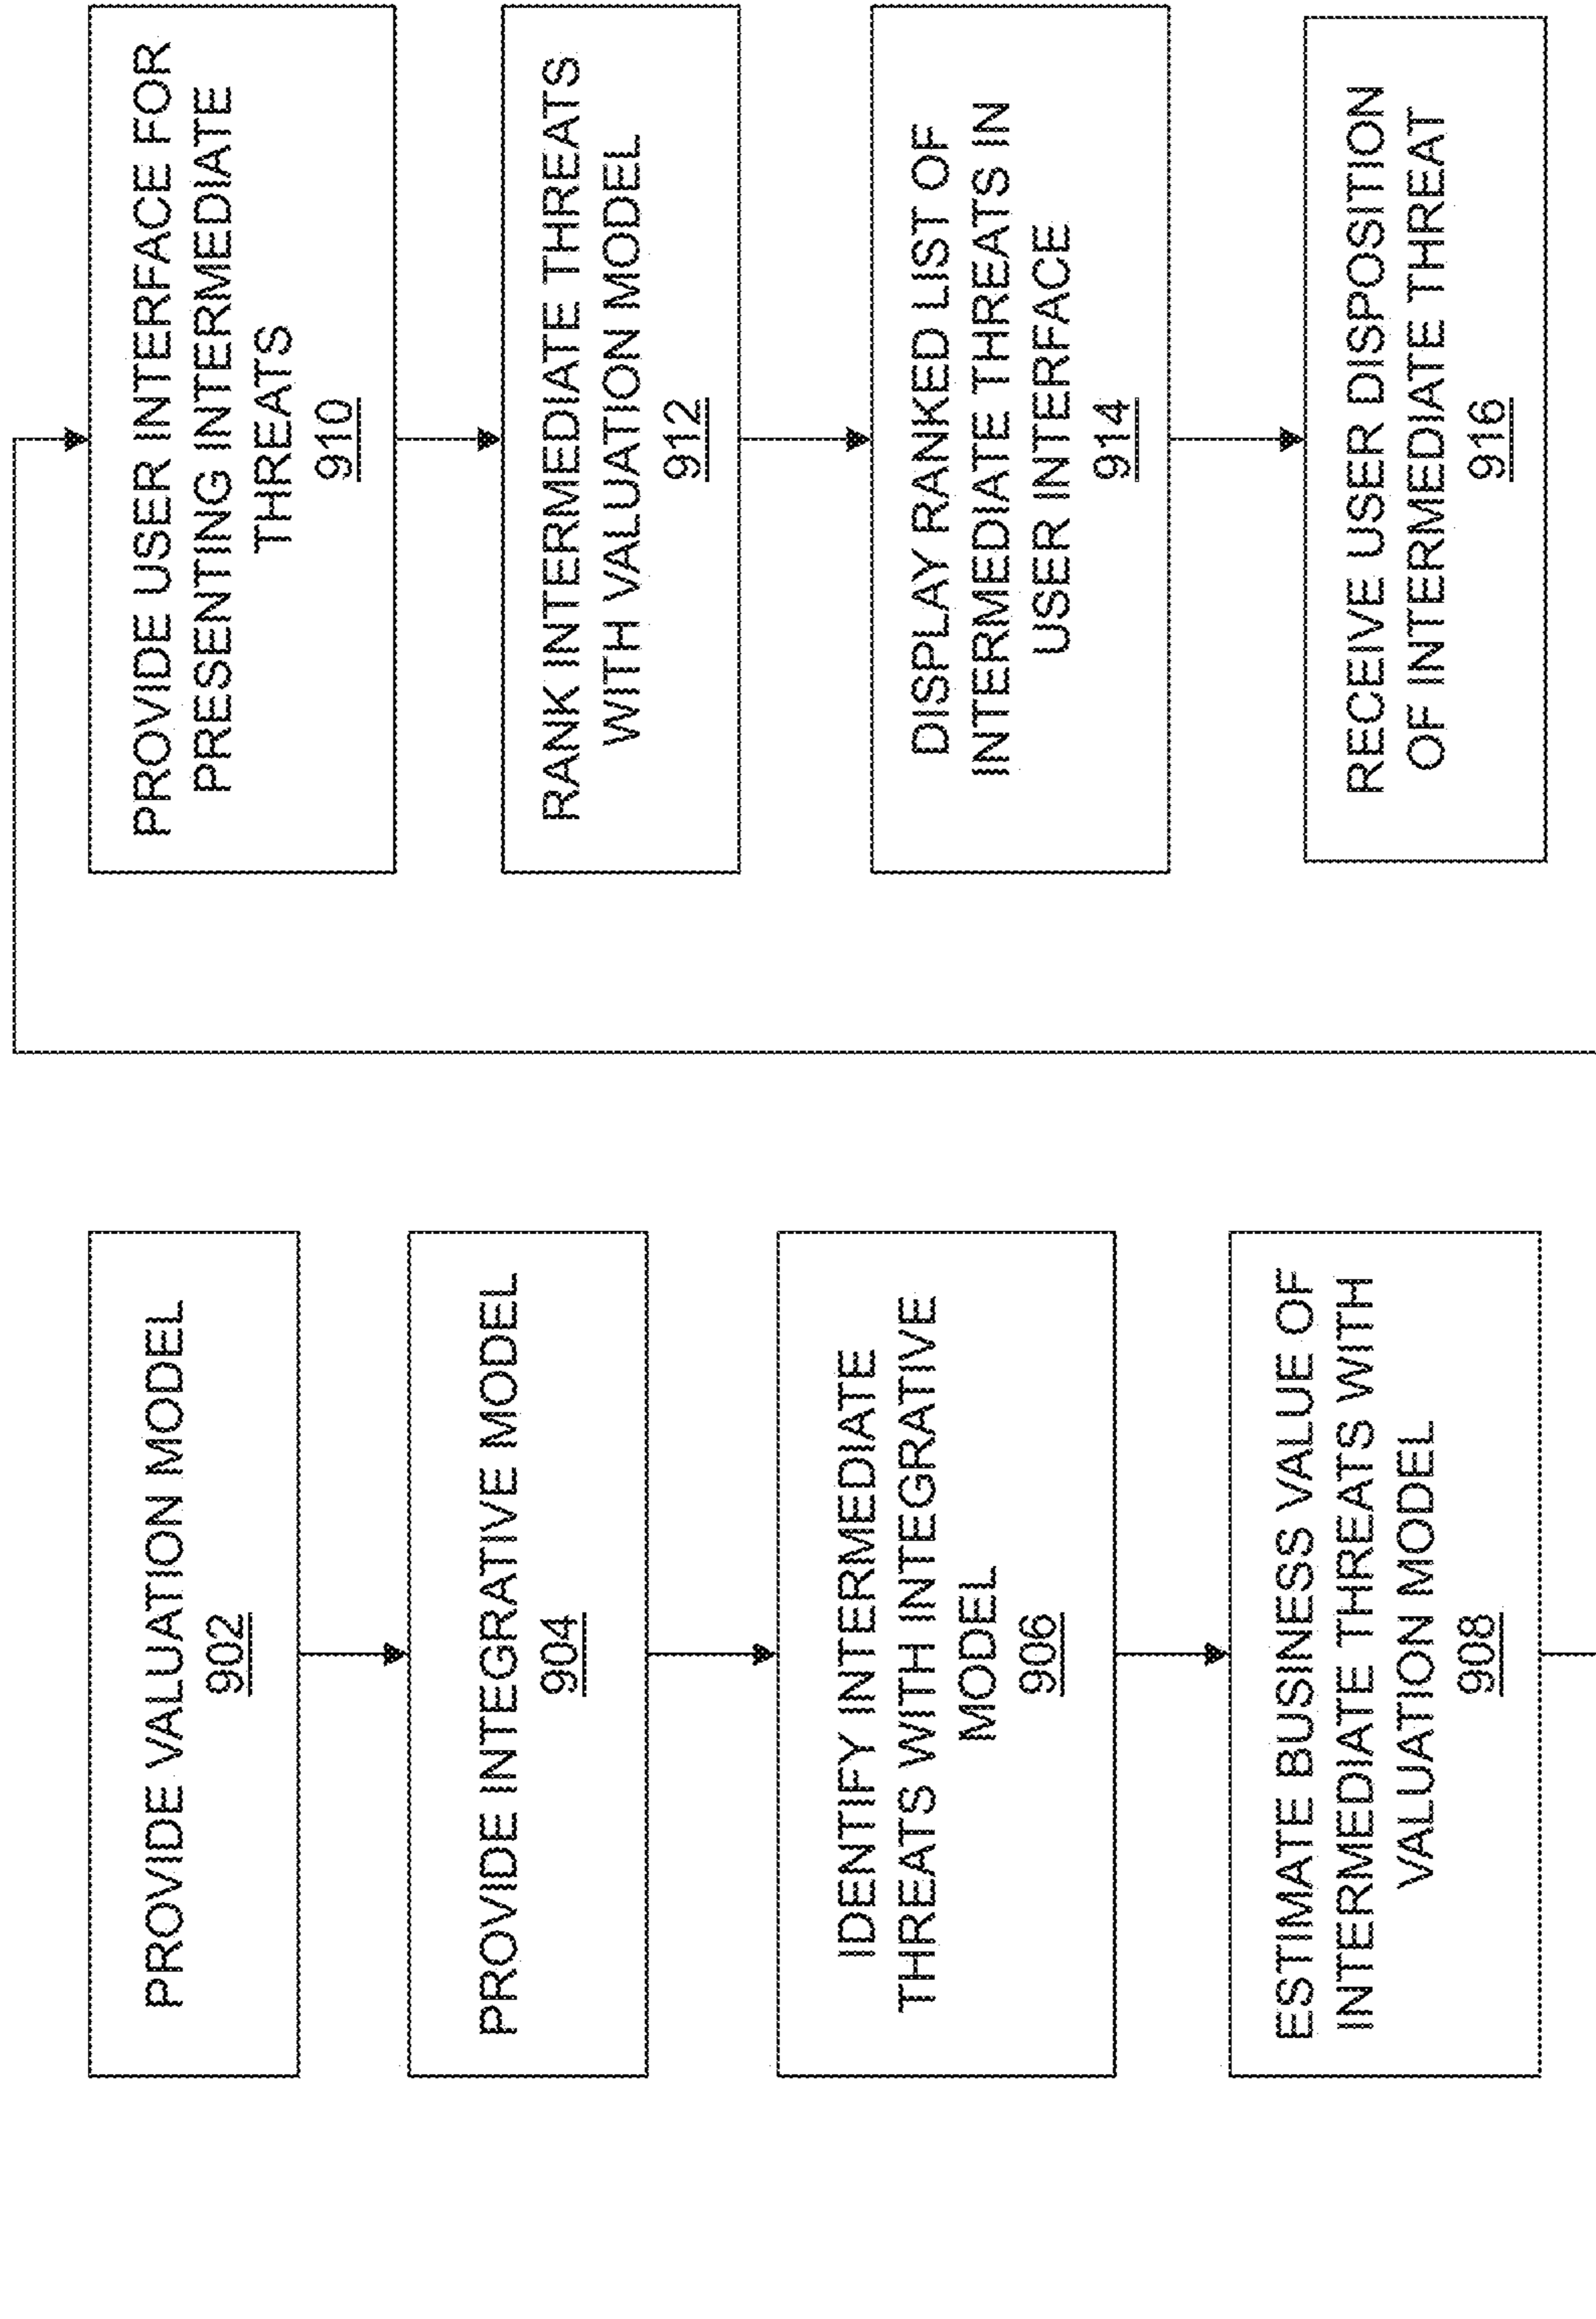 PROVIDE VALUATION MODEL
902
PROVIDE INTEGRATIVE MODEL
904
IDENTIFY INTERMEDIATE
THREATS WITH INTEGRATIVE
MODEL
906
ESTIMATE BUSINESS VALUE OF
INTERMEDIATE THREATS WITH
VALUATION MODEL
908
PROVIDE USER INTERFACE FOR
PRESENTING INTERMEDIATE
THREATS
910
RANK INTERMEDIATE THREATS
WITH VALUATION MODEL
912
DISPLAY RANKED LIST OF
INTERMEDIATE THREATS IN
USER INTERFACE
914
RECEIVE USER DISPOSITION
OF INTERMEDIATE THREAT
916